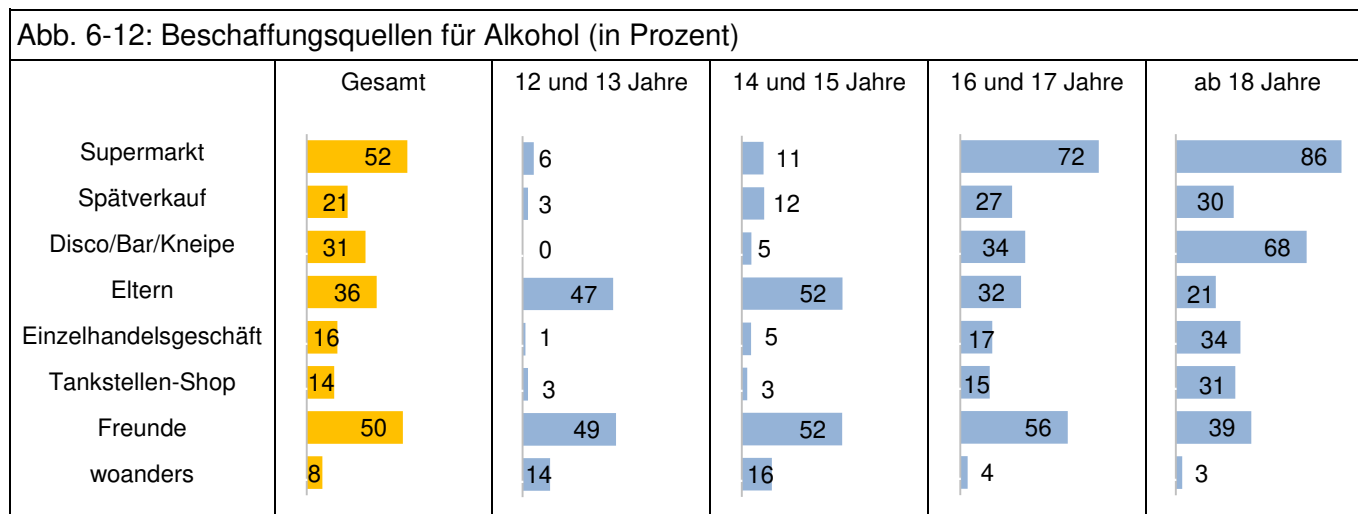 Abb. 6-12: Beschaffungsquellen für Alkohol (in Prozent)
Gesamt 12 und 13 Jahre 14 und 15 Jahre 16 und 17 Jahre ab 18 Jahre
Supermarkt 52 6 11 72 86
Spätverkauf 21 3 12 27 30
Disco/Bar/Kneipe 31 0 5 34 68
Eltern 36 47 52 32 21
Einzelhandelsgeschäft 16 1 5 17 34
Tankstellen-Shop 14 3 3 15 31
Freunde 50 49 52 56 39
woanders 8 14 16 4 3